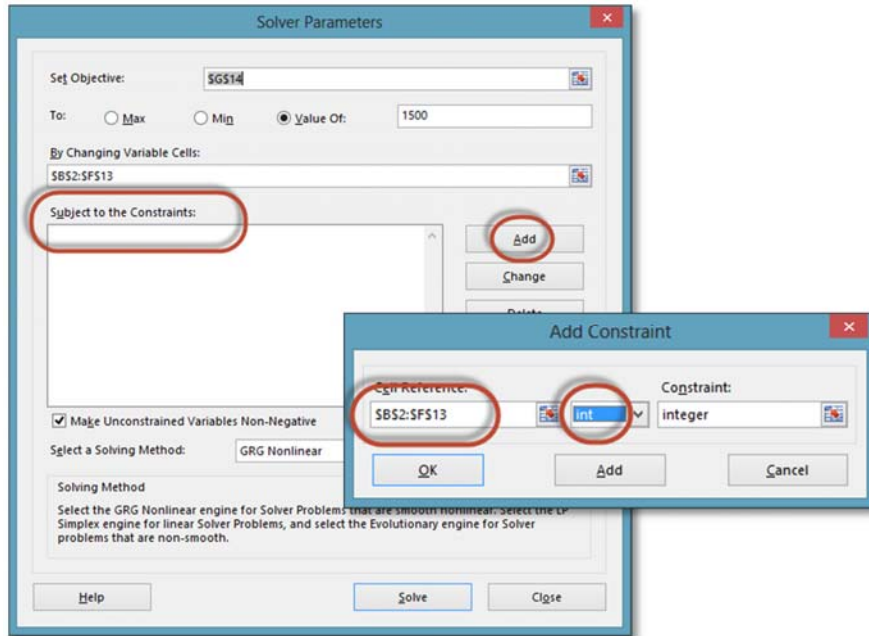 Solver Parameters
Set Objective: $G$14
To: Max Min Value Of: 1500
By Changing Variable Cells:
$B$2:$F$13
Subject to the Constraints:
Add
Change
Delete
Make Unconstrained Variables Non-Negative
Select a Solving Method: GRG Nonlinear
Solving Method
Select the GRG Nonlinear engine for Solver Problems that are smooth nonlinear. Select the LP
Simplex engine for linear Solver Problems, and select the Evolutionary engine for Solver
problems that are non-smooth.
Help Solve Close
Add Constraint
Cell Reference: Constraint:
$B$2:$F$13 int integer
OK Add Cancel